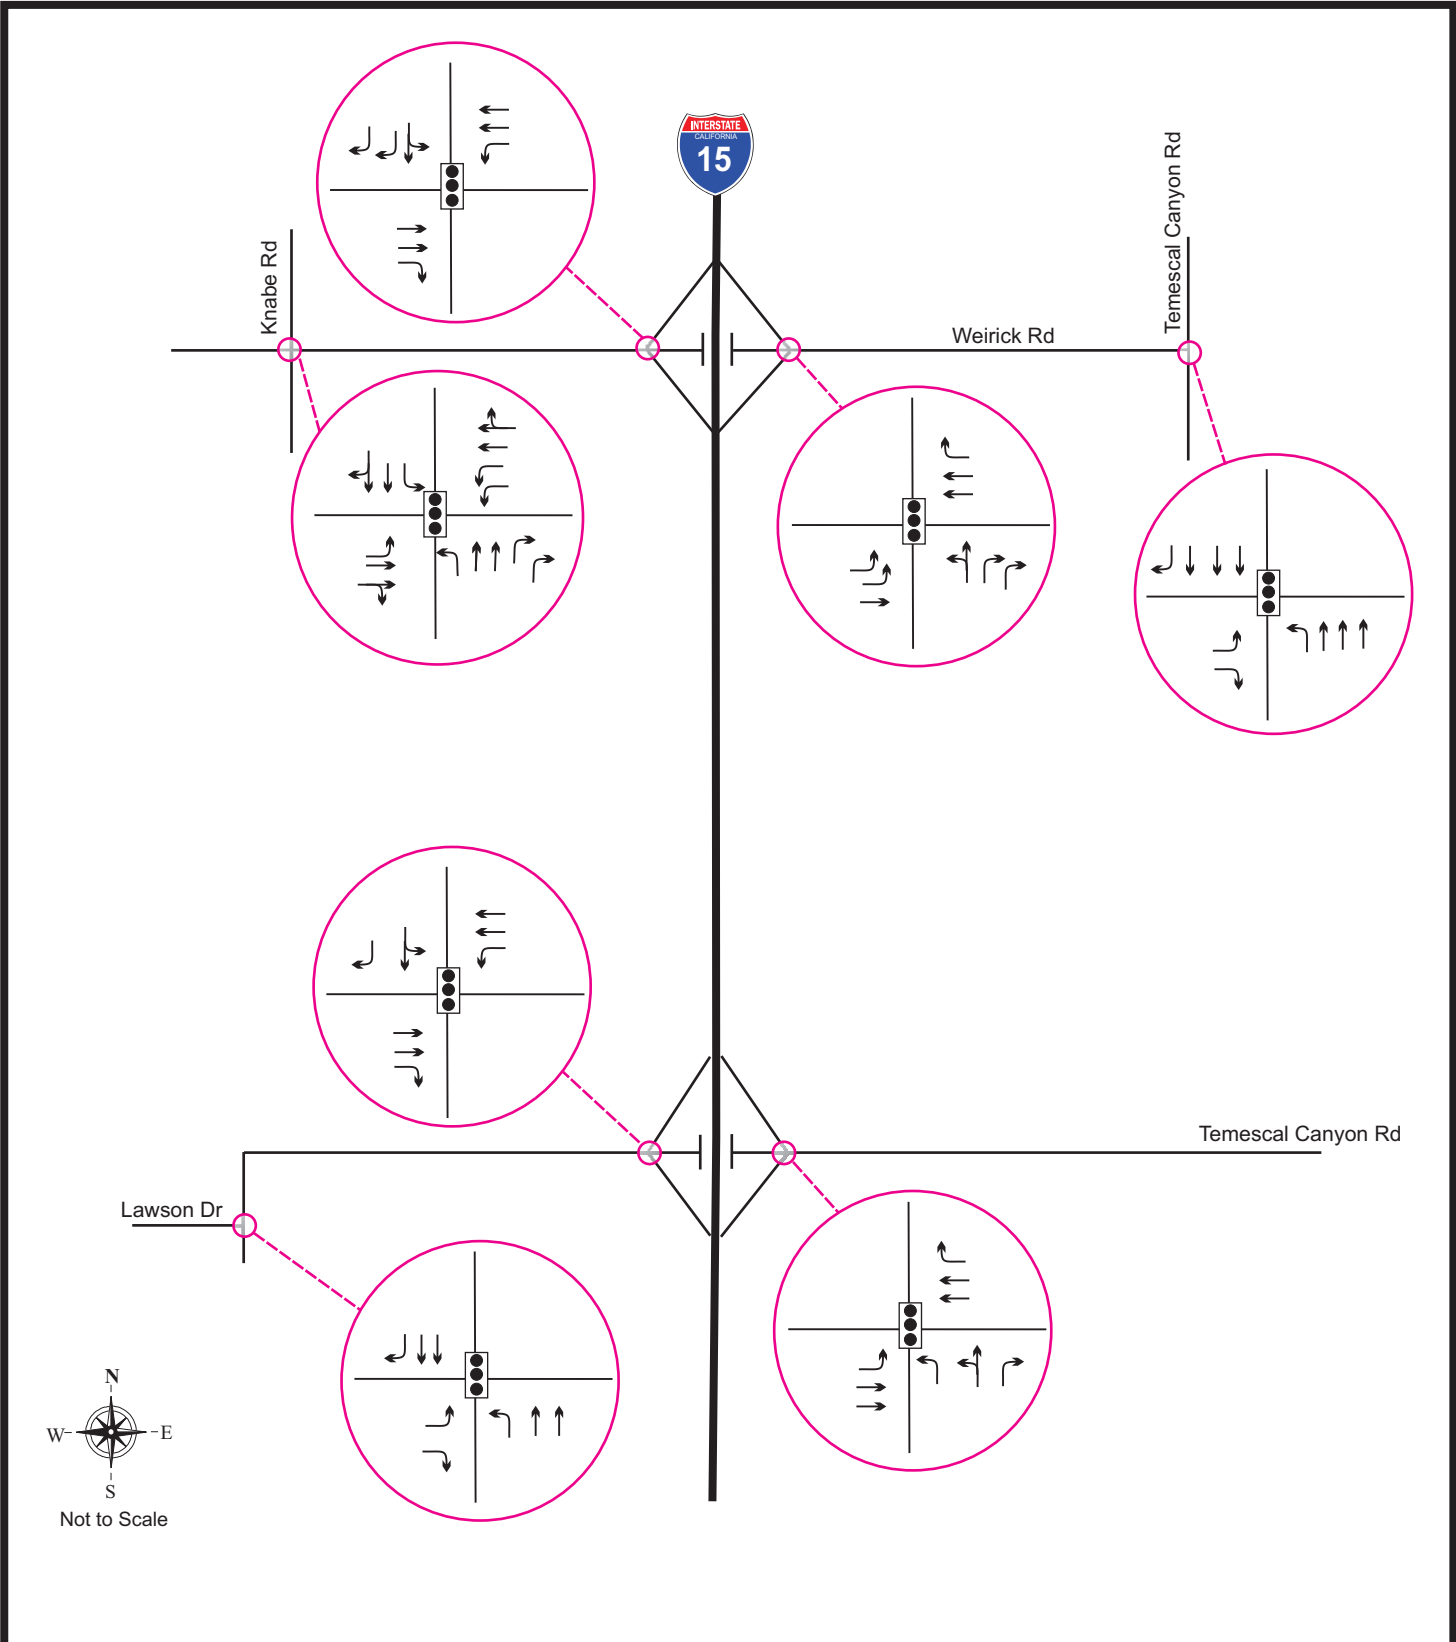 INTERSTATE
CALIFORNIA
15
Knabe Rd
Temescal Canyon Rd
Weirick Rd
Temescal Canyon Rd
Lawson Dr
N
W
E
S
Not to Scale